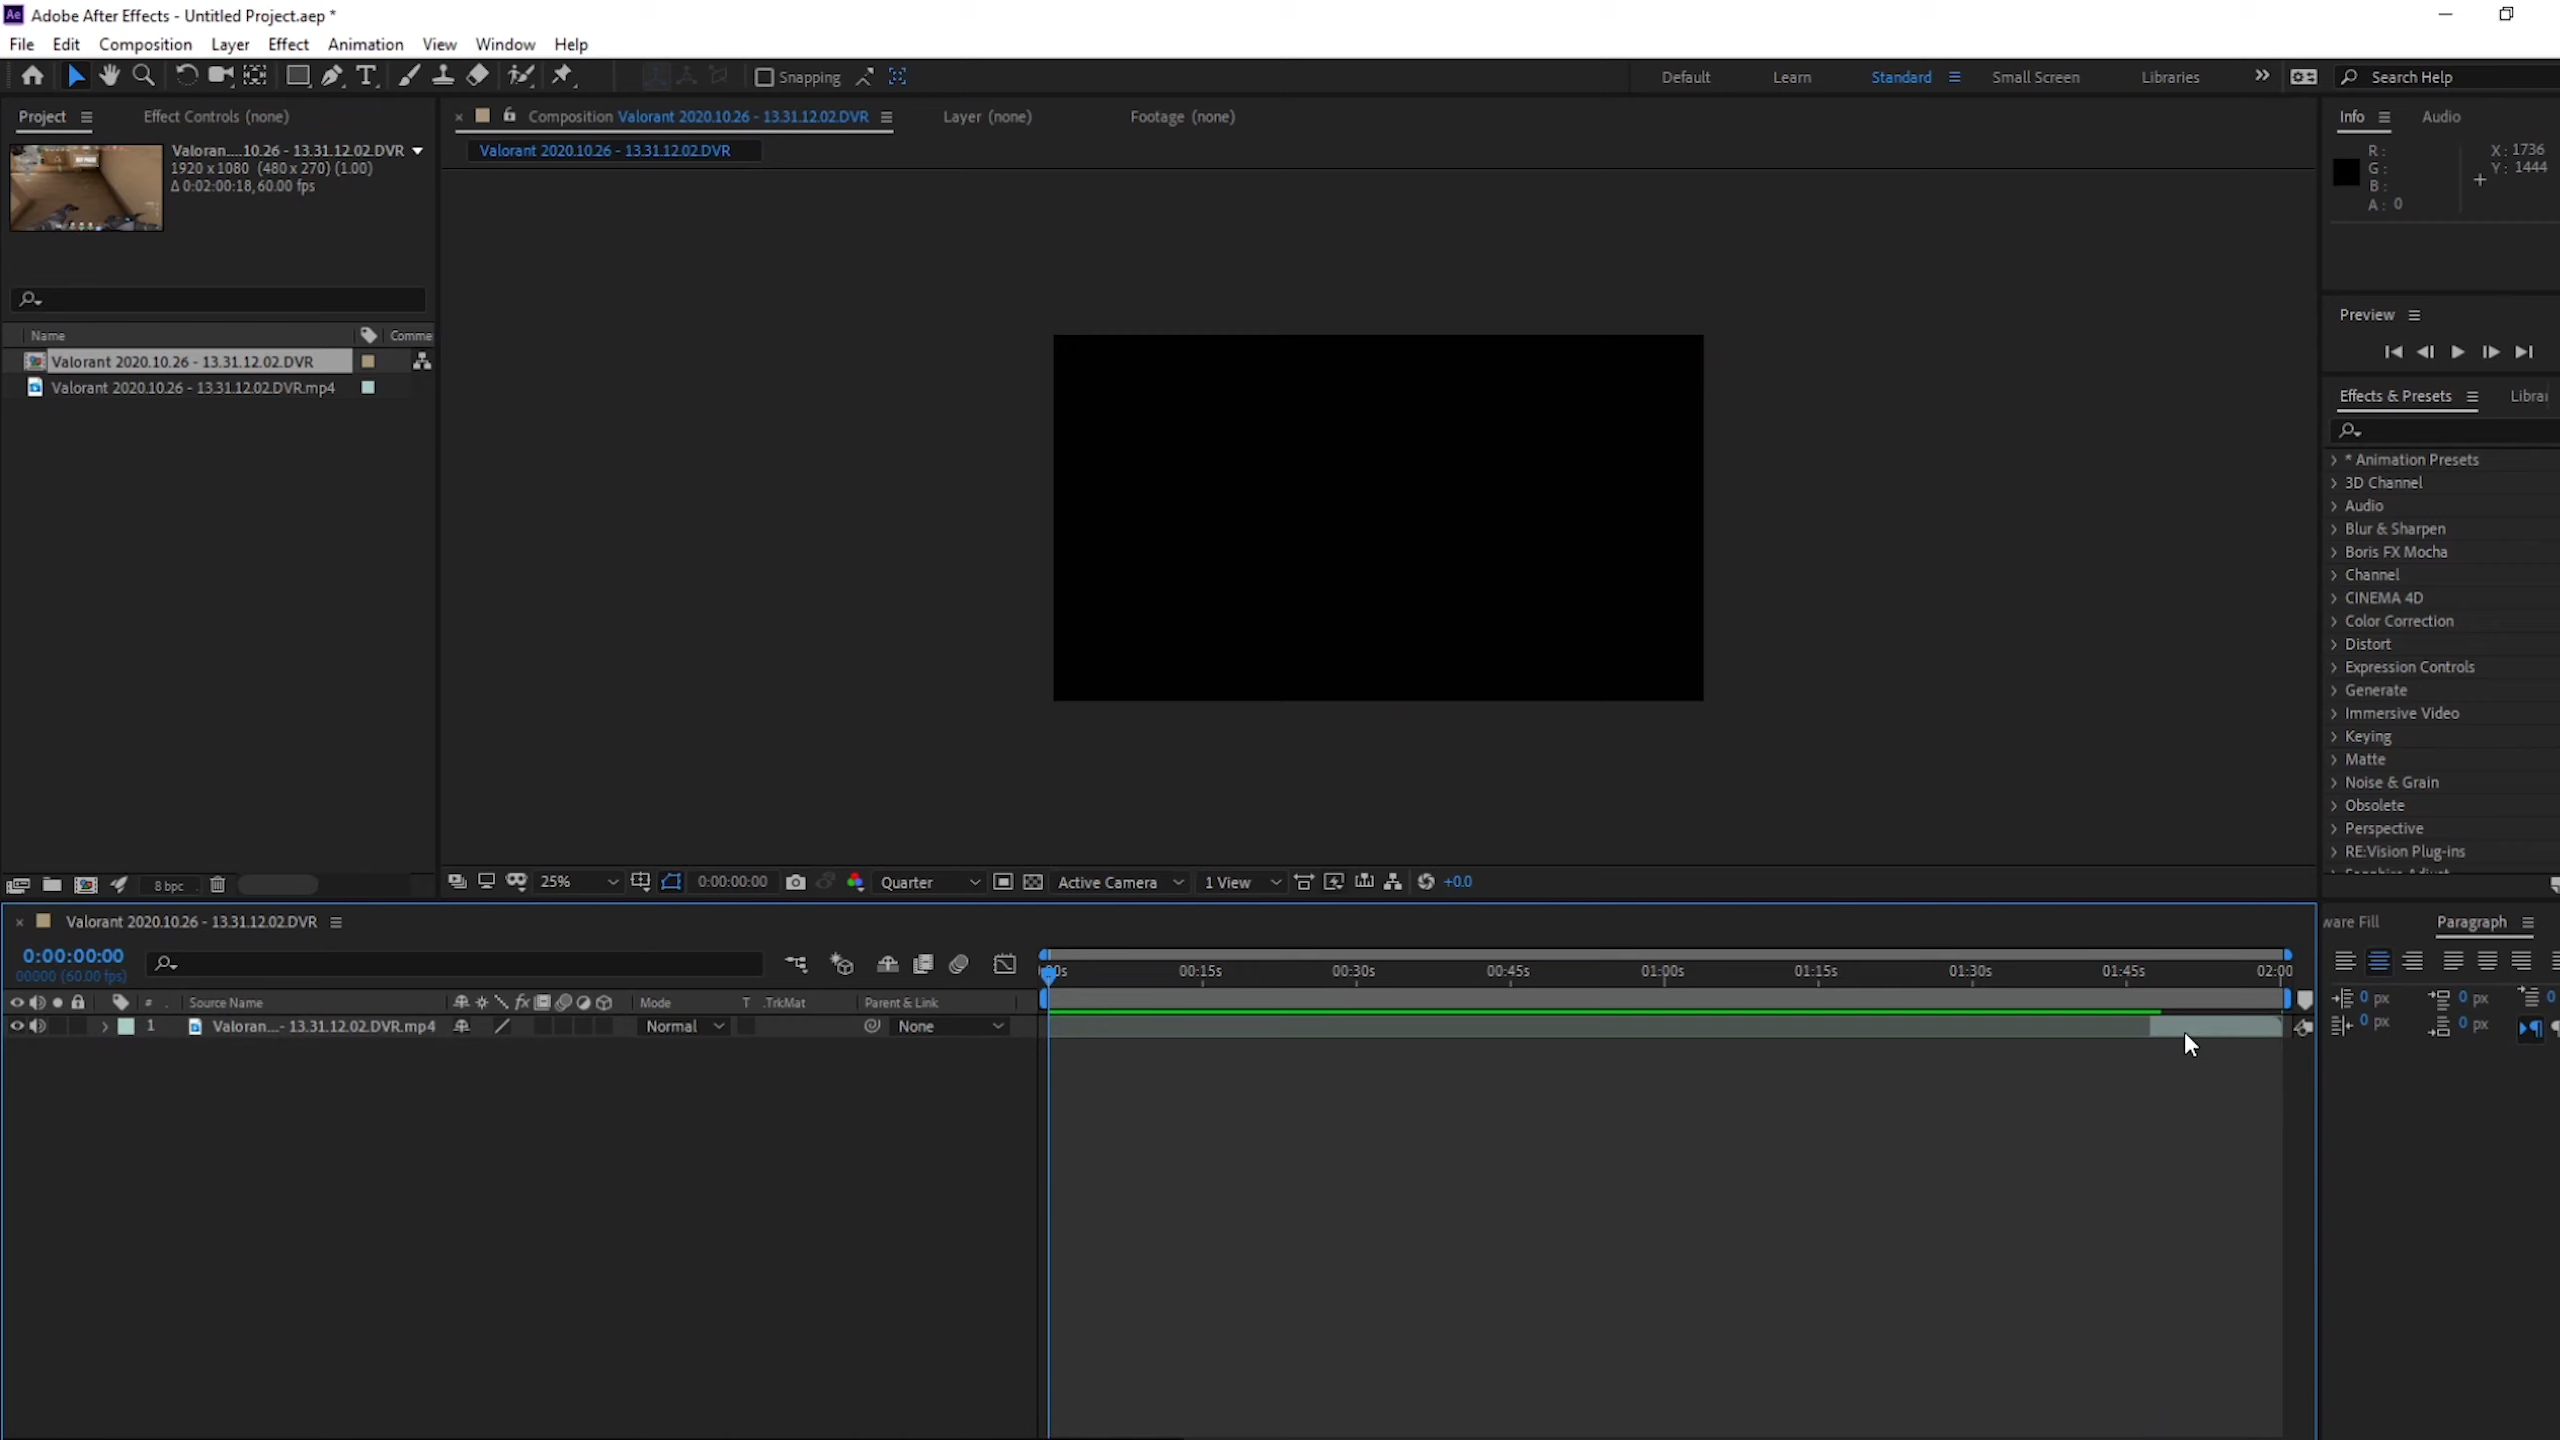 Ae Adobe After Effects - Untitled Project.aep *
File Edit Composition Layer Effect Animation View Window Help
Snapping Default Learn Standard Small Screen Libraries Search Help
Project Effect Controls (none)
Valoran....10.26 - 13.31.12.02.DVR
1920 x 1080 (480 x 270) (1.00)
Δ 0:02:00:18, 60.00 fps
Name Comme
Valorant 2020.10.26 - 13.31.12.02.DVR
Valorant 2020.10.26 - 13.31.12.02.DVR.mp4
8 bpc
Composition Valorant 2020.10.26 - 13.31.12.02.DVR Layer (none) Footage (none)
Valorant 2020.10.26 - 13.31.12.02.DVR
25% 0:00:00:00 Quarter Active Camera 1 View +0.0
Info Audio
R: X: 1736
G: Y: 1444
B:
A: 0
Preview
Effects & Presets Librar
* Animation Presets
3D Channel
Audio
Blur & Sharpen
Boris FX Mocha
Channel
CINEMA 4D
Color Correction
Distort
Expression Controls
Generate
Immersive Video
Keying
Matte
Noise & Grain
Obsolete
Perspective
RE:Vision Plug-ins
Valorant 2020.10.26 - 13.31.12.02.DVR
0:00:00:00
00000 (60.00 fps)
00s 00:15s 00:30s 00:45s 01:00s 01:15s 01:30s 01:45s 02:00
# Source Name fx Mode T .TrkMat Parent & Link
1 Valoran...- 13.31.12.02.DVR.mp4 Normal None
ware Fill Paragraph
0 px 0 px 0
0 px 0 px